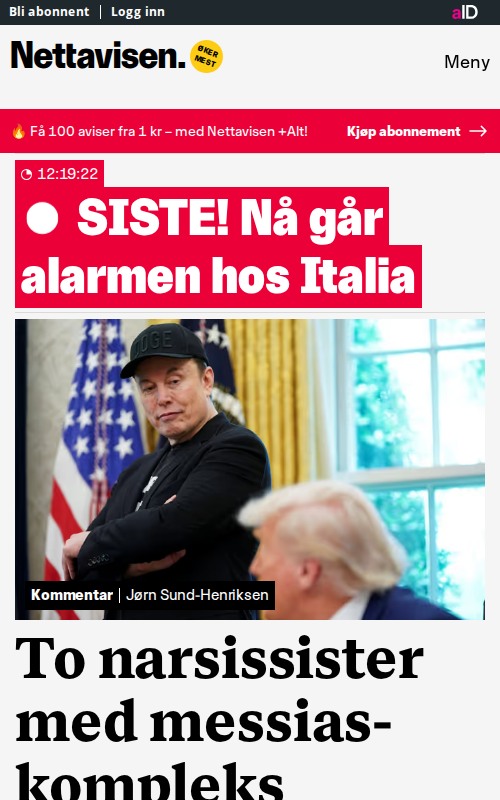 Bli abonnent | Logg inn
aID
Nettavisen.
ØKER
MEST
Meny
Få 100 aviser fra 1 kr – med Nettavisen +Alt!
Kjøp abonnement →
12:19:22
SISTE! Nå går
alarmen hos Italia
DOGE
Kommentar | Jørn Sund-Henriksen
To narsissister
med messias-
kompleks